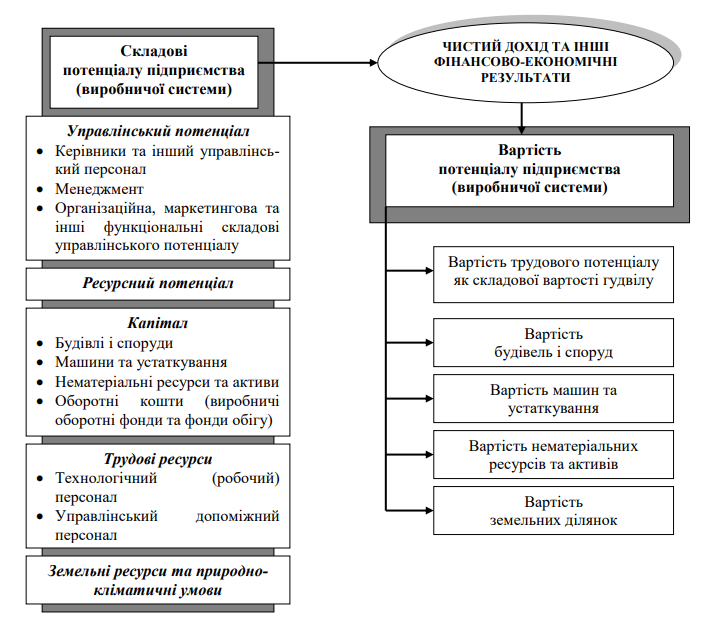 Складові
потенціалу підприємства
(виробничої системи)
Управлінський потенціал
• Керівники та інший управлінсь-
кий персонал
• Менеджмент
• Організаційна, маркетингова та
інші функціональні складові
управлінського потенціалу
Ресурсний потенціал
Капітал
• Будівлі і споруди
• Машини та устаткування
• Нематеріальні ресурси та активи
• Оборотні кошти (виробничі
оборотні фонди та фонди обігу)
Трудові ресурси
• Технологічний (робочий)
персонал
• Управлінський допоміжний
персонал
Земельні ресурси та природно-
кліматичні умови
ЧИСТИЙ ДОХІД ТА ІНШІ
ФІНАНСОВО-ЕКОНОМІЧНІ
РЕЗУЛЬТАТИ
Вартість
потенціалу підприємства
(виробничої системи)
Вартість трудового потенціалу
як складової вартості гудвілу
Вартість
будівель і споруд
Вартість машин та
устаткування
Вартість нематеріальних
ресурсів та активів
Вартість
земельних ділянок